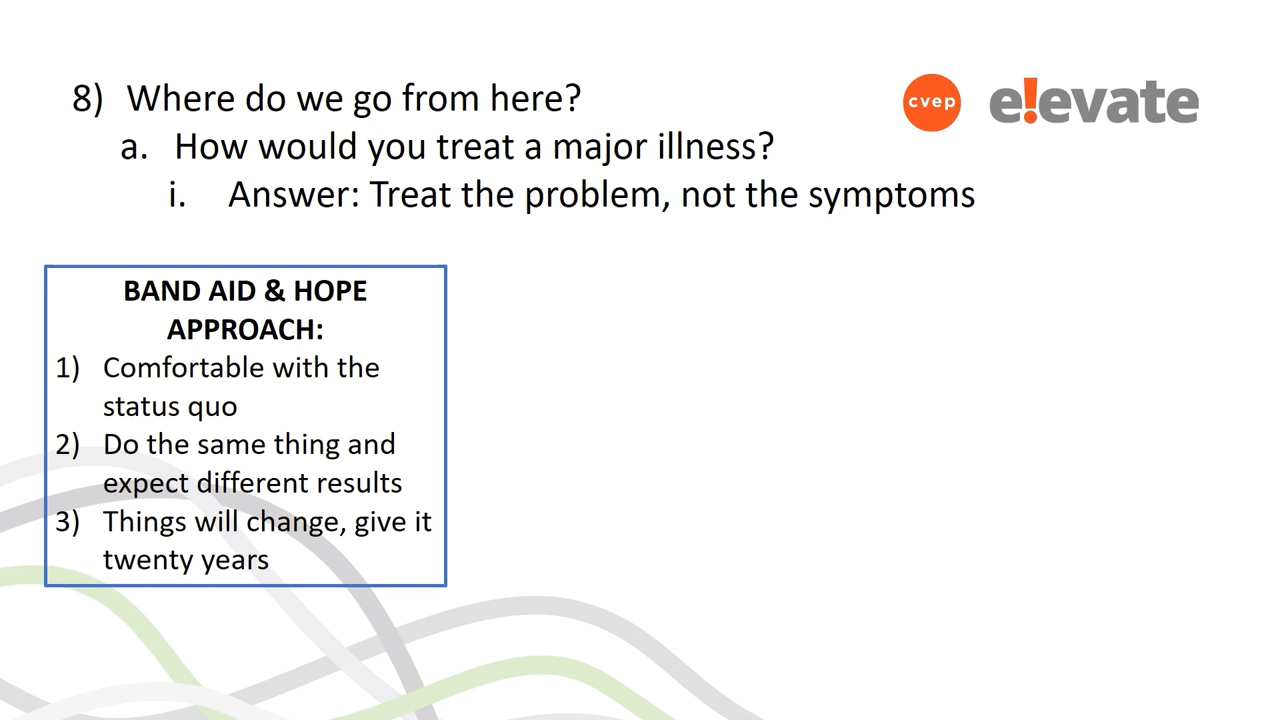 8) Where do we go from here?
cvep e!evate
a. How would you treat a major illness?
i. Answer: Treat the problem, not the symptoms
BAND AID & HOPE
APPROACH:
1) Comfortable with the
status quo
2) Do the same thing and
expect different results
3) Things will change, give it
twenty years